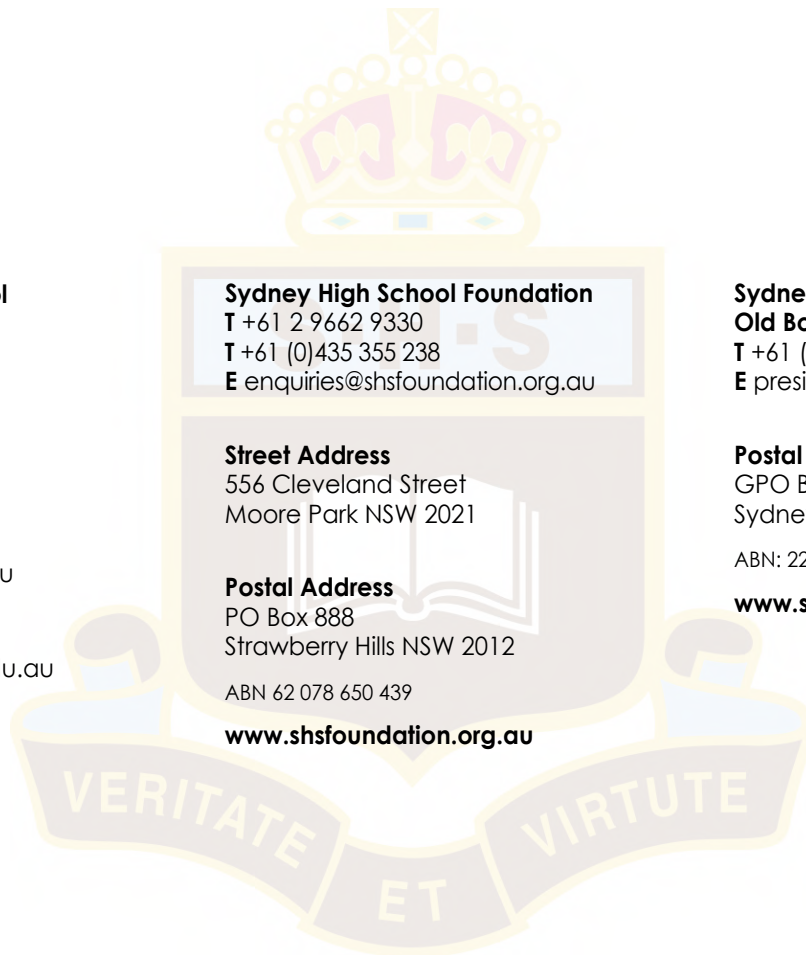 l
u
u.au
Sydney High School Foundation
T +61 2 9662 9330
T +61 (0)435 355 238
E enquiries@shsfoundation.org.au
Street Address
556 Cleveland Street
Moore Park NSW 2021
Postal Address
PO Box 888
Strawberry Hills NSW 2012
ABN 62 078 650 439
www.shsfoundation.org.au
Sydne
Old Bo
T +61 (
E presi
Postal
GPO B
Sydne
ABN: 22
www.s
S·H·S
VERITATE ET VIRTUTE